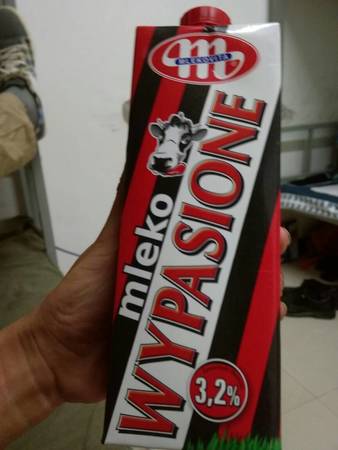 m
MLEKOVITA
mleko
WYPASIONE
3,2%